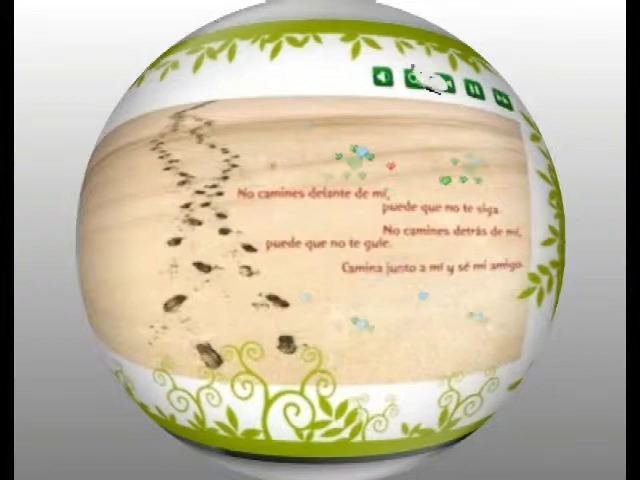 No camines delante de mí,
puede que no te siga.
No camines detrás de mí,
puede que no te guíe.
Camina junto a mí y sé mi amigo.